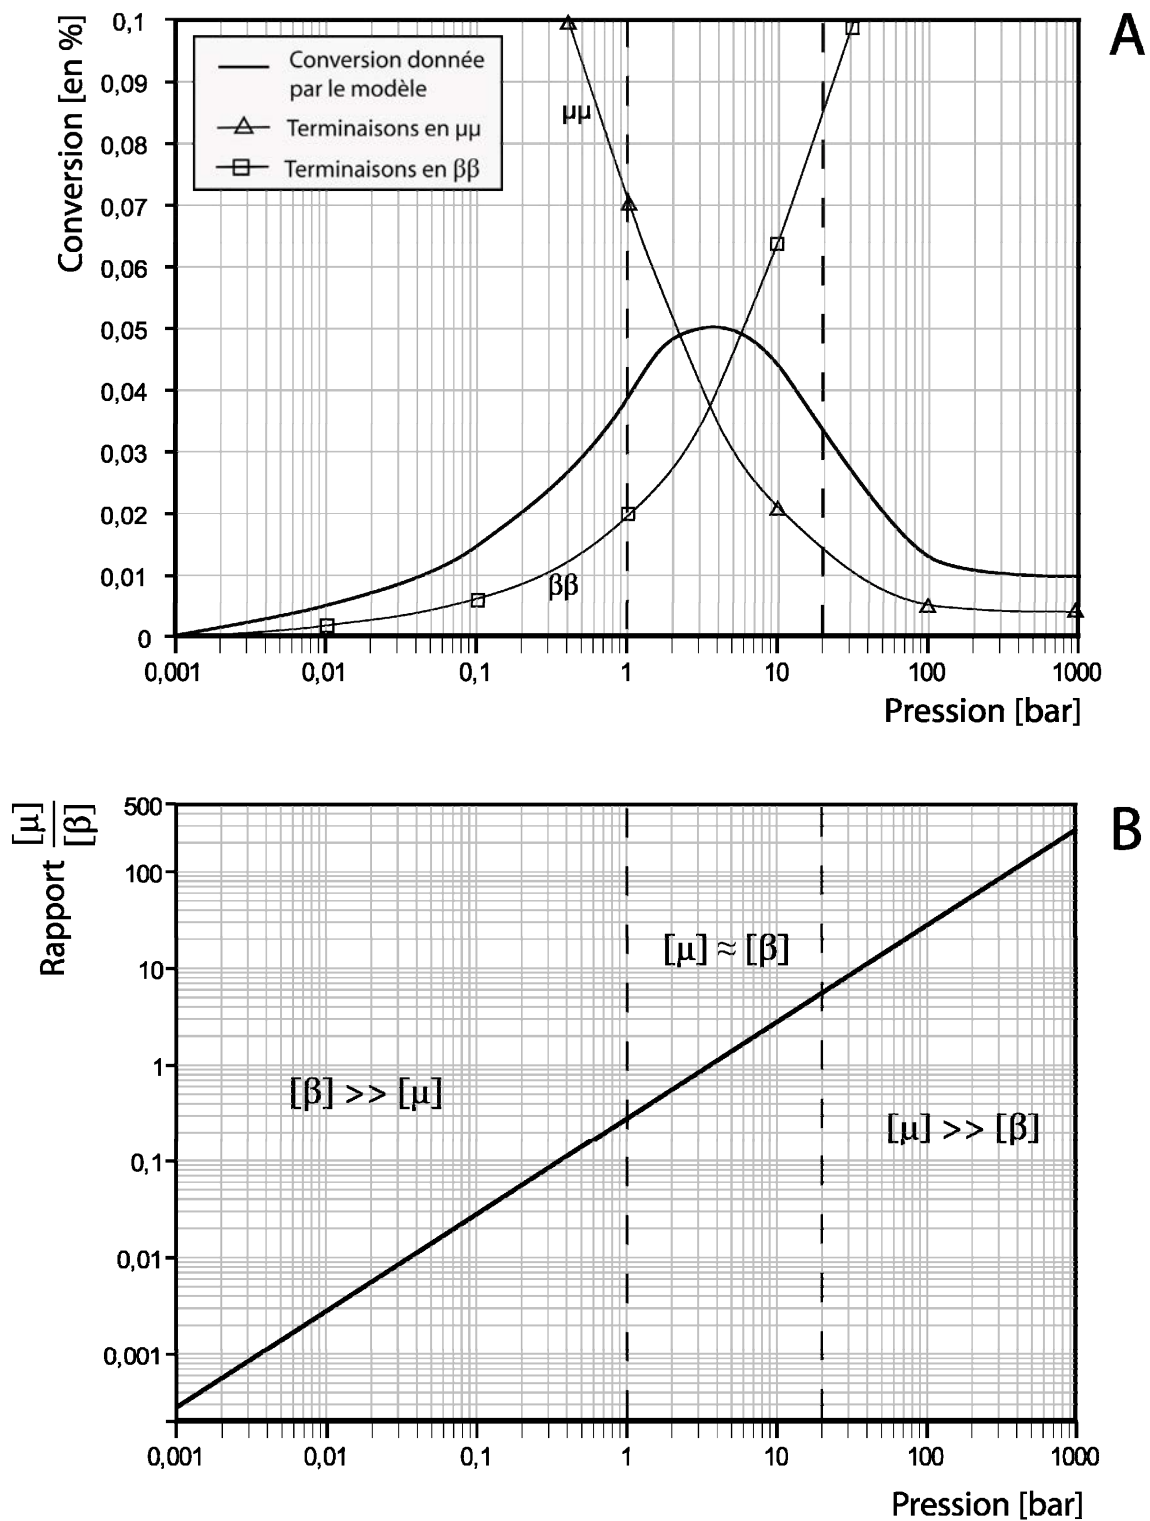 A
Conversion [en %]
0,1
0,09
0,08
0,07
0,06
0,05
0,04
0,03
0,02
0,01
0
Conversion donnée
par le modèle
Terminaisons en μμ
Terminaisons en ββ
μμ
ββ
0,001 0,01 0,1 1 10 100 1000
Pression [bar]
B
Rapport [μ]
[β]
500
100
10
1
0,1
0,01
0,001
[μ] ≈ [β]
[β] >> [μ]
[μ] >> [β]
0,001 0,01 0,1 1 10 100 1000
Pression [bar]